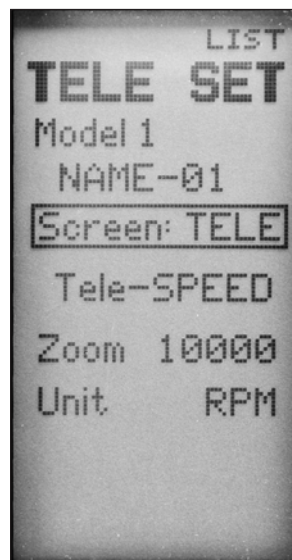 LIST
TELE SET
Model 1
NAME-01
Screen: TELE
Tele-SPEED
Zoom 10000
Unit RPM